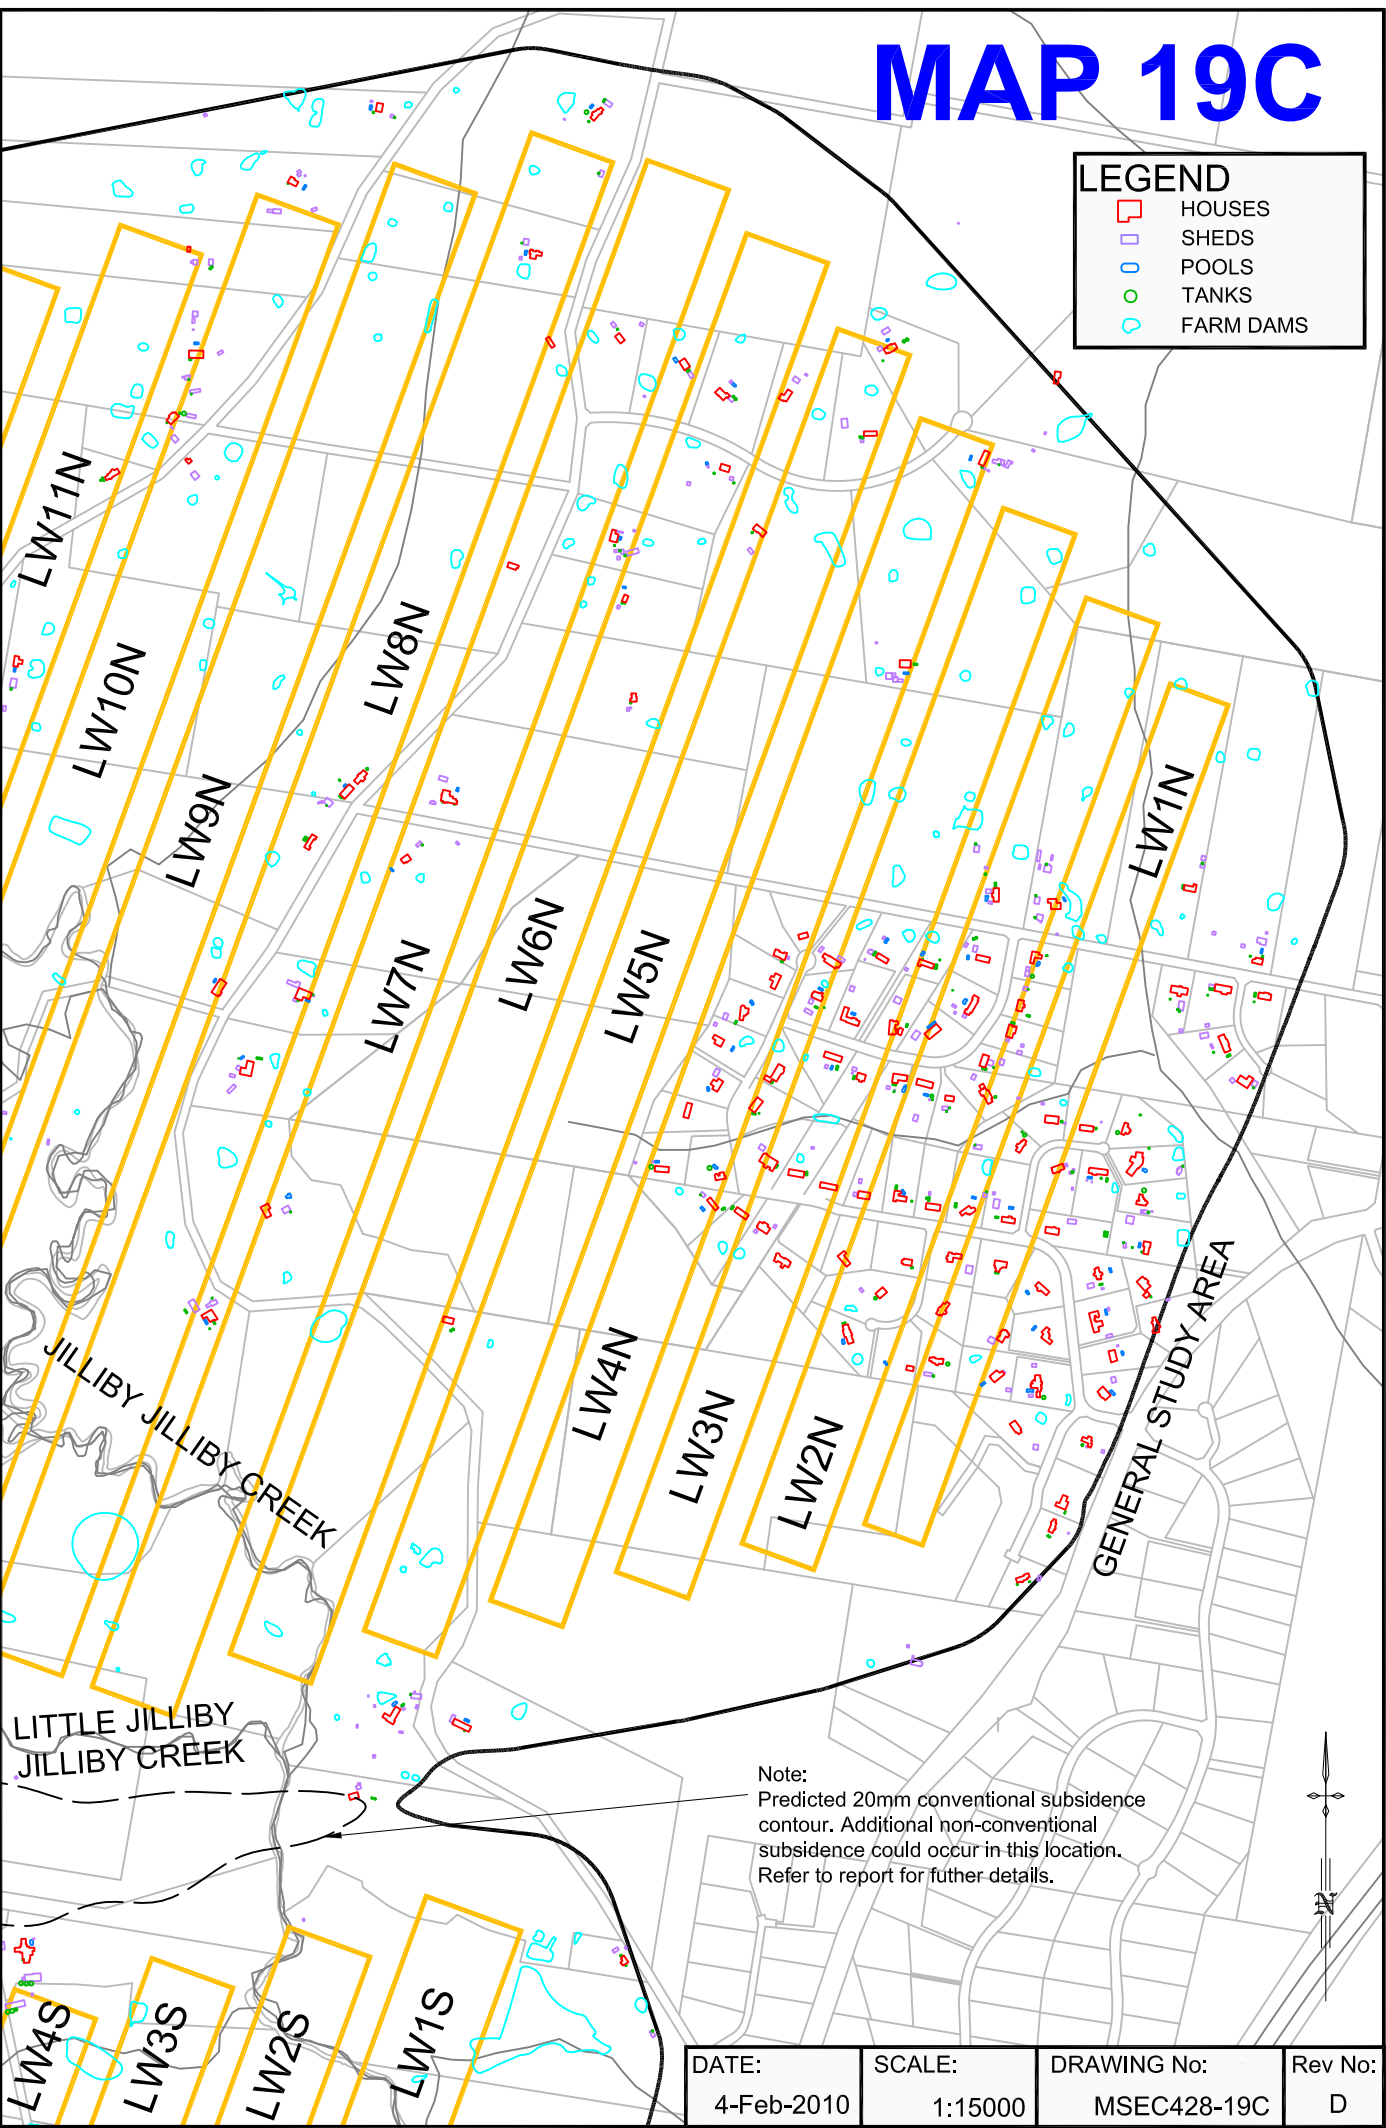 MAP 19C
LEGEND
HOUSES
SHEDS
POOLS
TANKS
FARM DAMS
LW11N
LW10N
LW9N
LW8N
LW7N
LW6N
LW5N
LW4N
LW3N
LW2N
LW1N
JILLIBY JILLIBY CREEK
GENERAL STUDY AREA
LITTLE JILLIBY
JILLIBY CREEK
Note:
Predicted 20mm conventional subsidence
contour. Additional non-conventional
subsidence could occur in this location.
Refer to report for futher details.
N
LW4S
LW3S
LW2S
LW1S
DATE:
4-Feb-2010
SCALE:
1:15000
DRAWING No:
MSEC428-19C
Rev No:
D